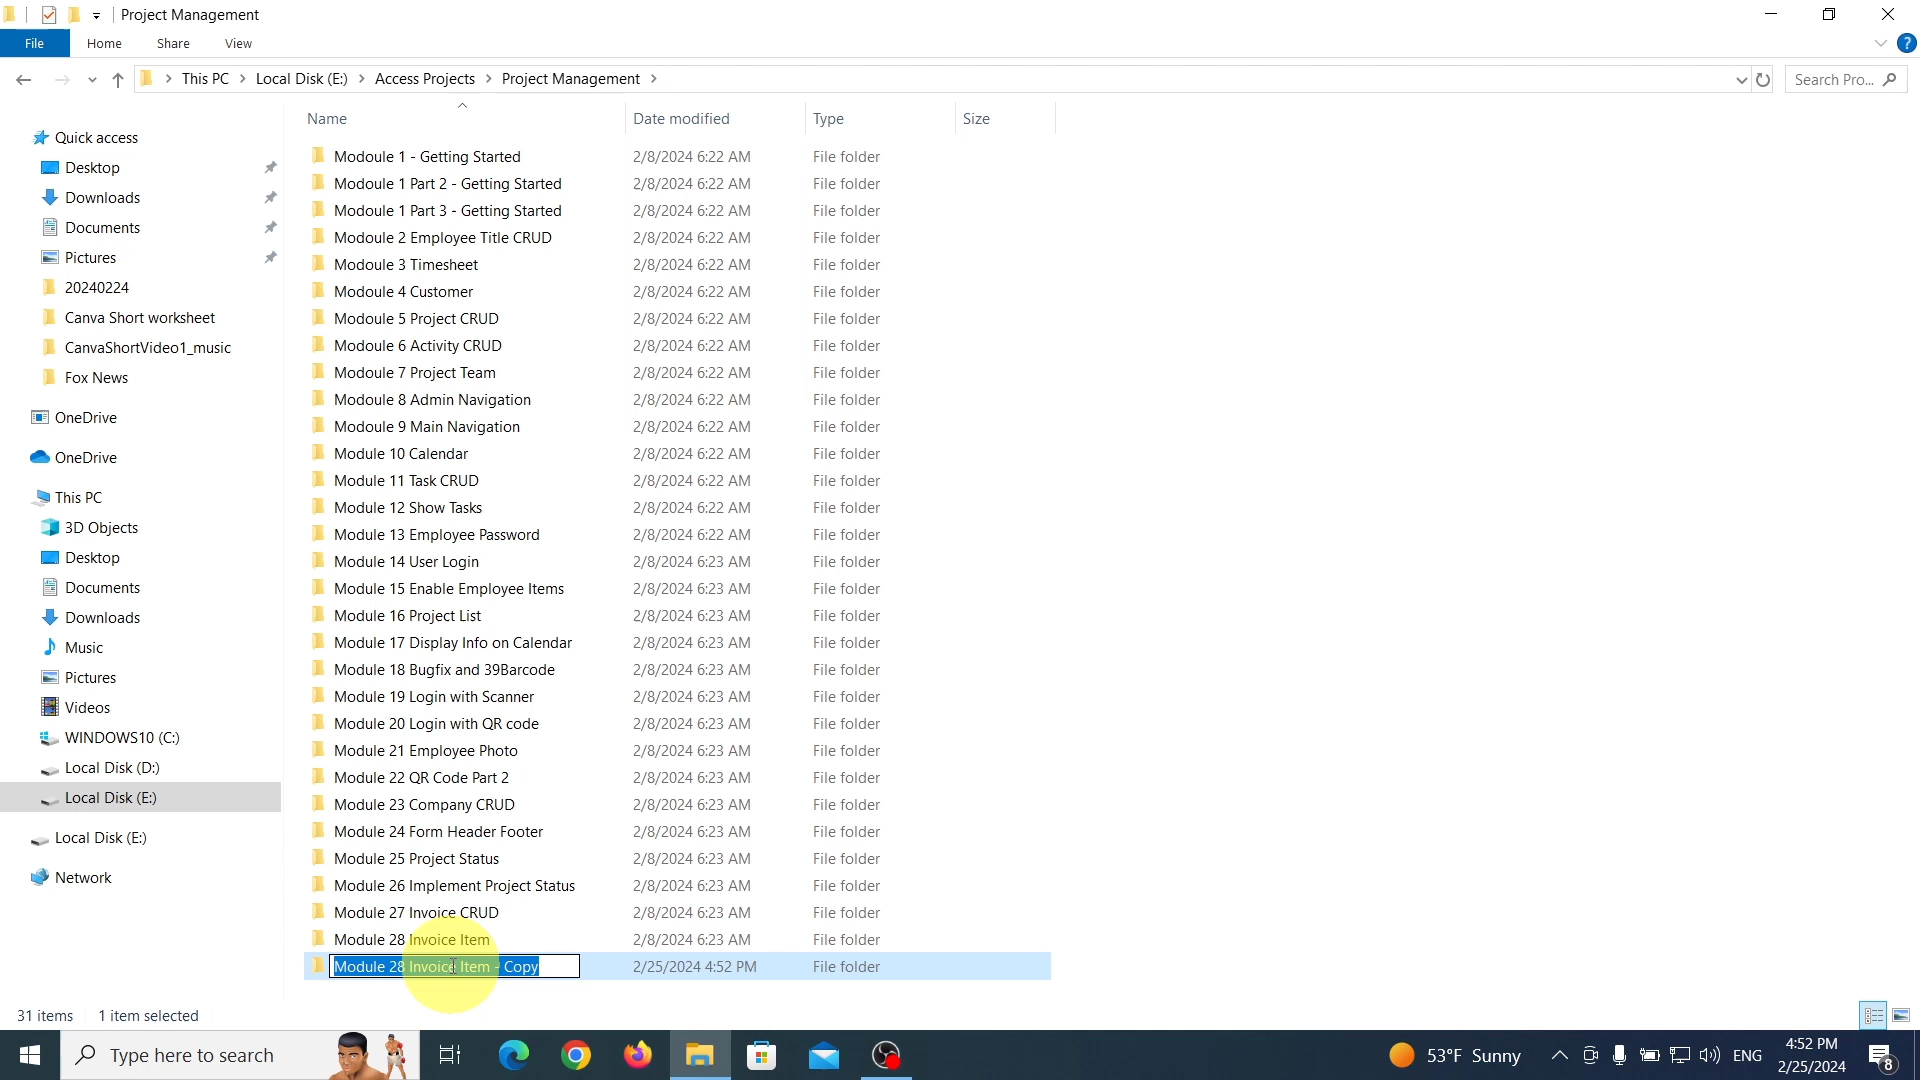 Project Management
File Home Share View
This PC Local Disk (E:) Access Projects Project Management Search Pro...
Name Date modified Type Size
Quick access
Desktop
Downloads
Documents
Pictures
20240224
Canva Short worksheet
CanvaShortVideo1_music
Fox News
OneDrive
OneDrive
This PC
3D Objects
Desktop
Documents
Downloads
Music
Pictures
Videos
WINDOWS10 (C:)
Local Disk (D:)
Local Disk (E:)
Local Disk (E:)
Network
Modoule 1 - Getting Started 2/8/2024 6:22 AM File folder
Modoule 1 Part 2 - Getting Started 2/8/2024 6:22 AM File folder
Modoule 1 Part 3 - Getting Started 2/8/2024 6:22 AM File folder
Modoule 2 Employee Title CRUD 2/8/2024 6:22 AM File folder
Modoule 3 Timesheet 2/8/2024 6:22 AM File folder
Modoule 4 Customer 2/8/2024 6:22 AM File folder
Modoule 5 Project CRUD 2/8/2024 6:22 AM File folder
Modoule 6 Activity CRUD 2/8/2024 6:22 AM File folder
Modoule 7 Project Team 2/8/2024 6:22 AM File folder
Modoule 8 Admin Navigation 2/8/2024 6:22 AM File folder
Modoule 9 Main Navigation 2/8/2024 6:22 AM File folder
Module 10 Calendar 2/8/2024 6:22 AM File folder
Module 11 Task CRUD 2/8/2024 6:22 AM File folder
Module 12 Show Tasks 2/8/2024 6:22 AM File folder
Module 13 Employee Password 2/8/2024 6:22 AM File folder
Module 14 User Login 2/8/2024 6:23 AM File folder
Module 15 Enable Employee Items 2/8/2024 6:23 AM File folder
Module 16 Project List 2/8/2024 6:23 AM File folder
Module 17 Display Info on Calendar 2/8/2024 6:23 AM File folder
Module 18 Bugfix and 39Barcode 2/8/2024 6:23 AM File folder
Module 19 Login with Scanner 2/8/2024 6:23 AM File folder
Module 20 Login with QR code 2/8/2024 6:23 AM File folder
Module 21 Employee Photo 2/8/2024 6:23 AM File folder
Module 22 QR Code Part 2 2/8/2024 6:23 AM File folder
Module 23 Company CRUD 2/8/2024 6:23 AM File folder
Module 24 Form Header Footer 2/8/2024 6:23 AM File folder
Module 25 Project Status 2/8/2024 6:23 AM File folder
Module 26 Implement Project Status 2/8/2024 6:23 AM File folder
Module 27 Invoice CRUD 2/8/2024 6:23 AM File folder
Module 28 Invoice Item 2/8/2024 6:23 AM File folder
Module 28 Invoice Item - Copy 2/25/2024 4:52 PM File folder
31 items 1 item selected
Type here to search
53°F Sunny
ENG
4:52 PM
2/25/2024
8